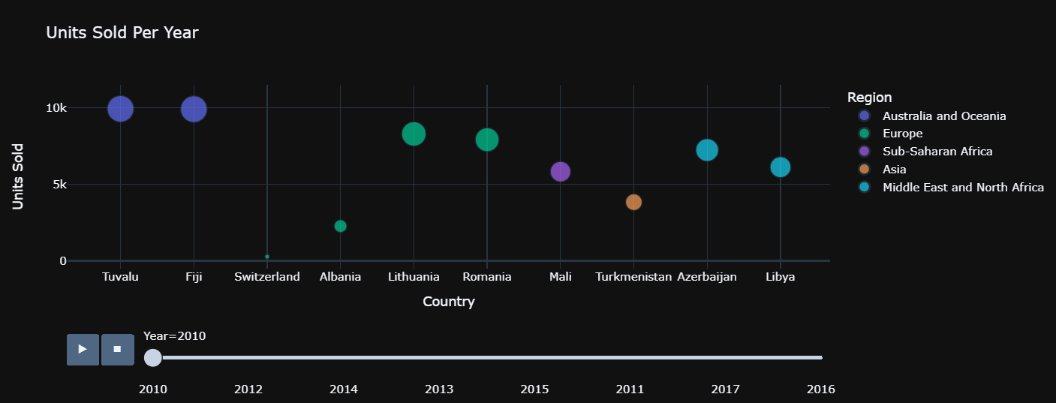 Units Sold Per Year
Region
Australia and Oceania
Europe
Sub-Saharan Africa
Asia
Middle East and North Africa
Units Sold
10k
5k
0
Tuvalu Fiji Switzerland Albania Lithuania Romania Mali Turkmenistan Azerbaijan Libya
Country
Year=2010
2010 2012 2014 2013 2015 2011 2017 2016